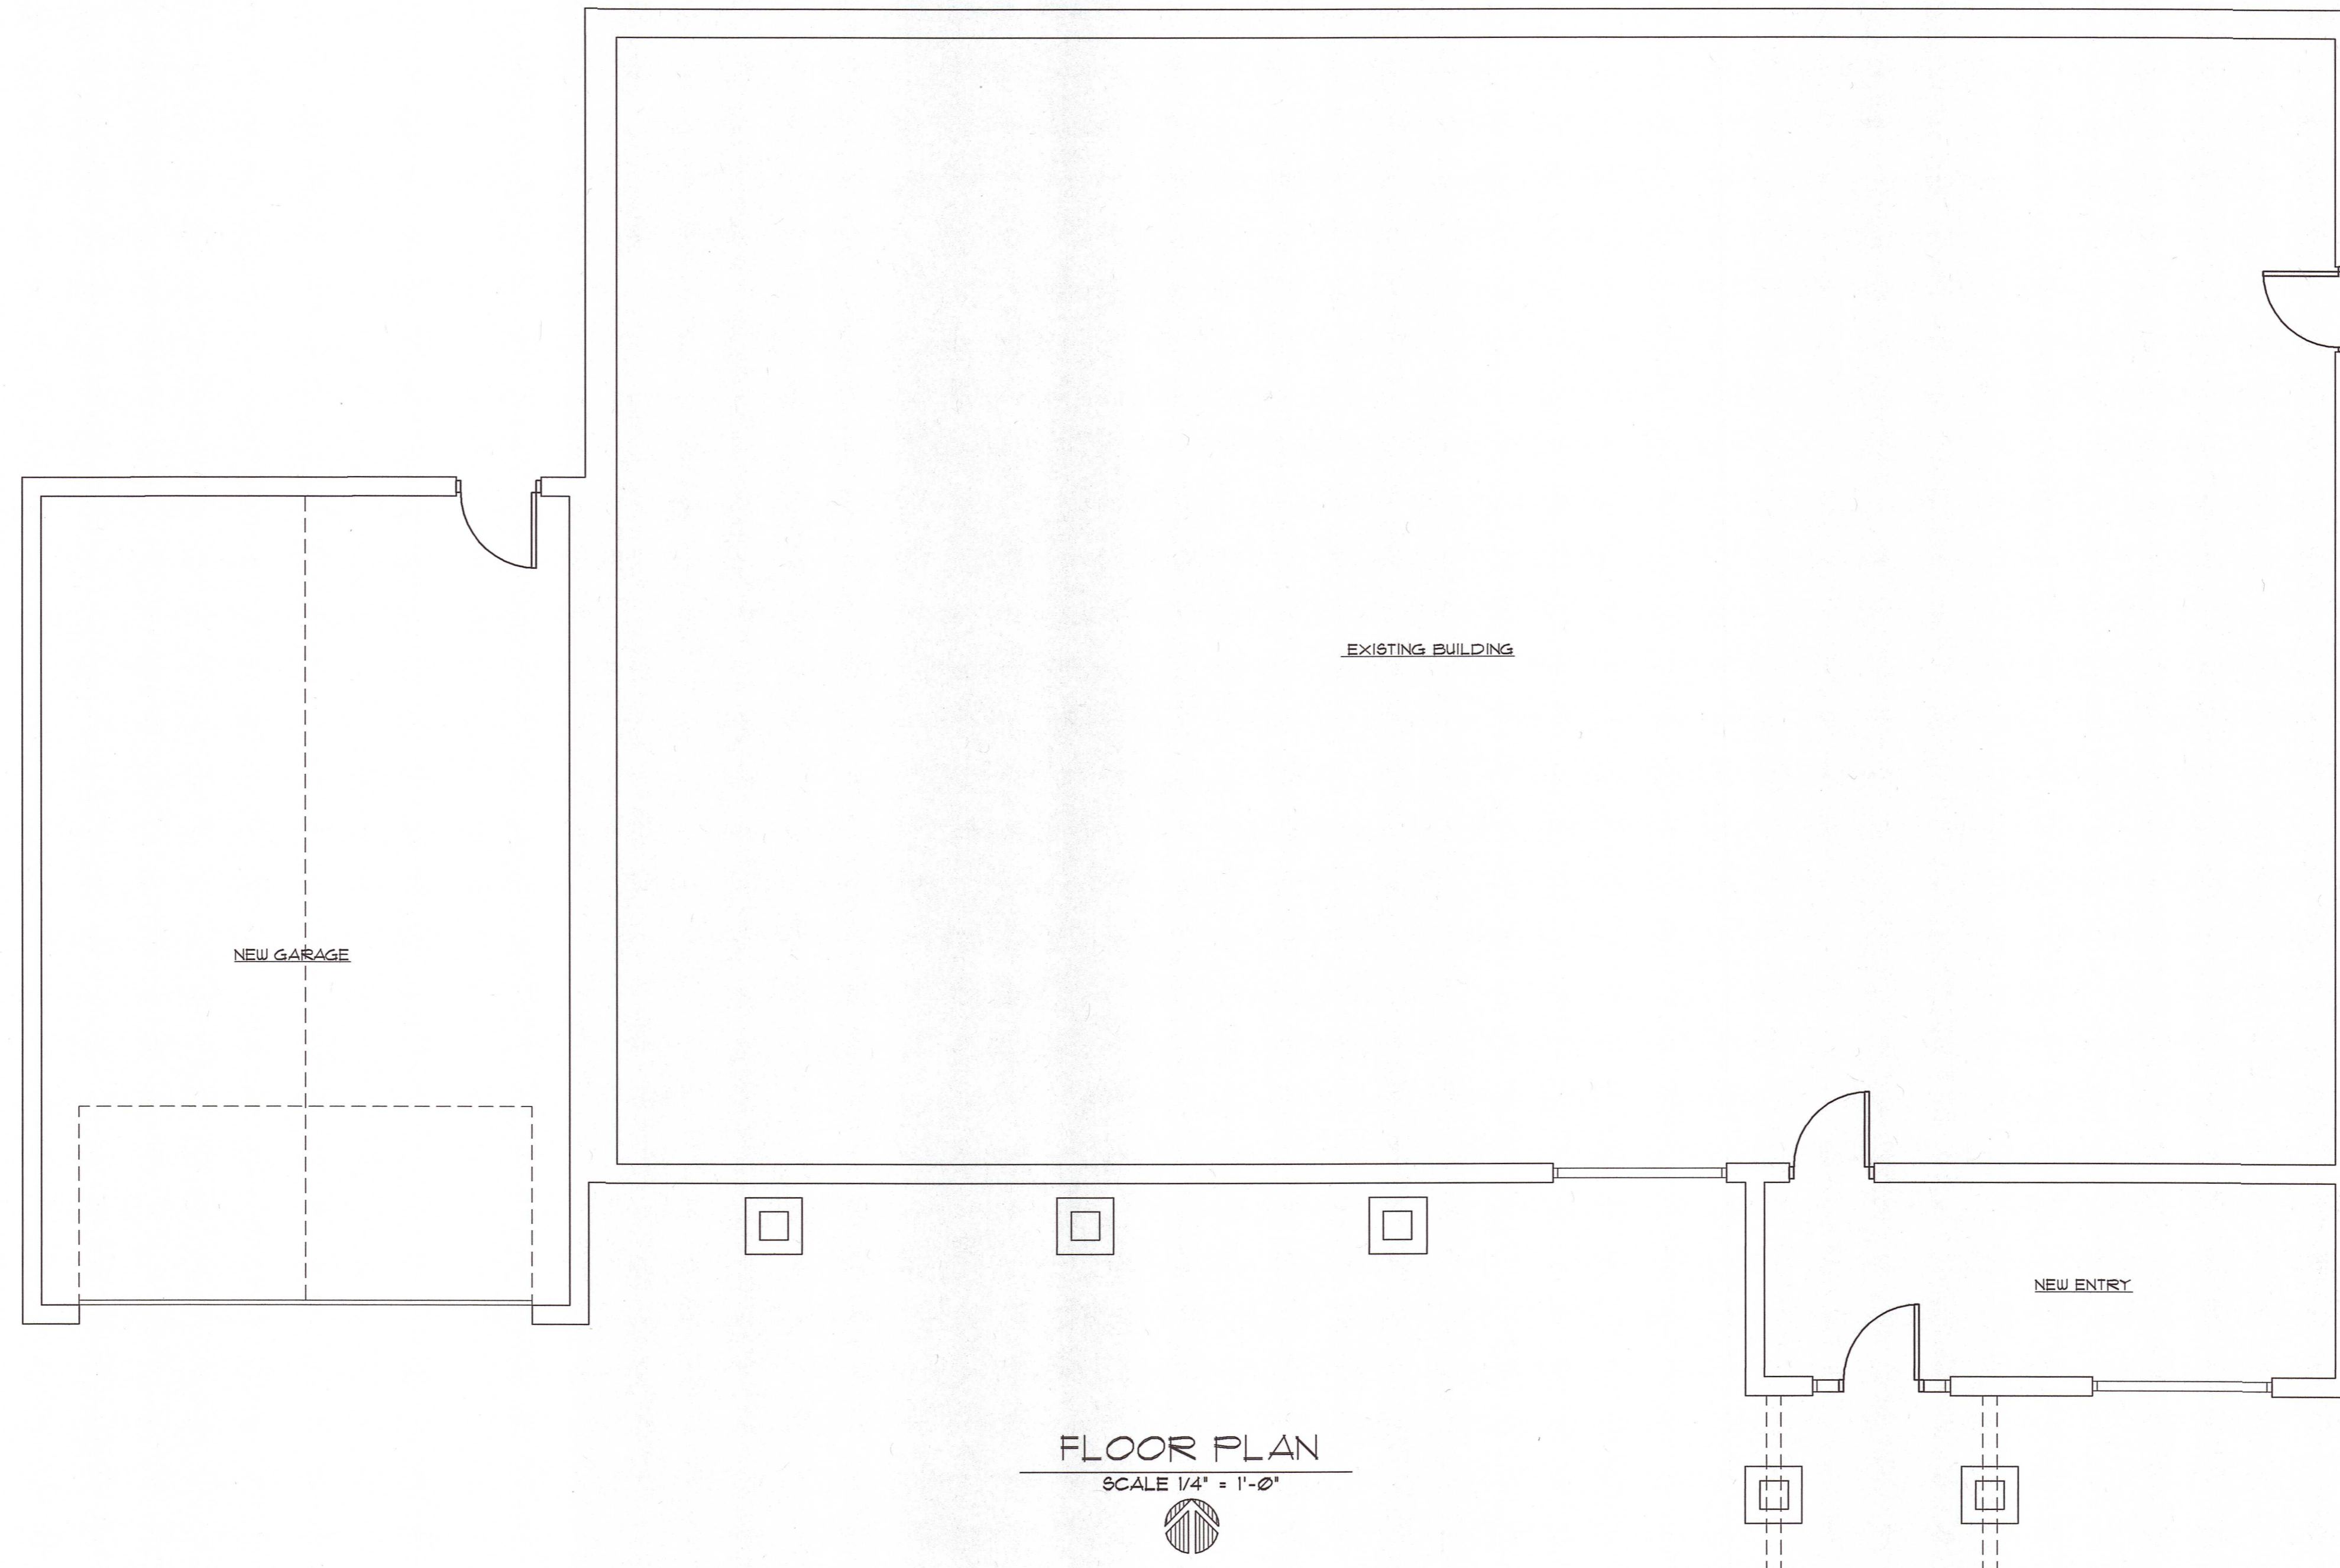 EXISTING BUILDING
NEW GARAGE
NEW ENTRY
FLOOR PLAN
SCALE 1/4" = 1'-0"